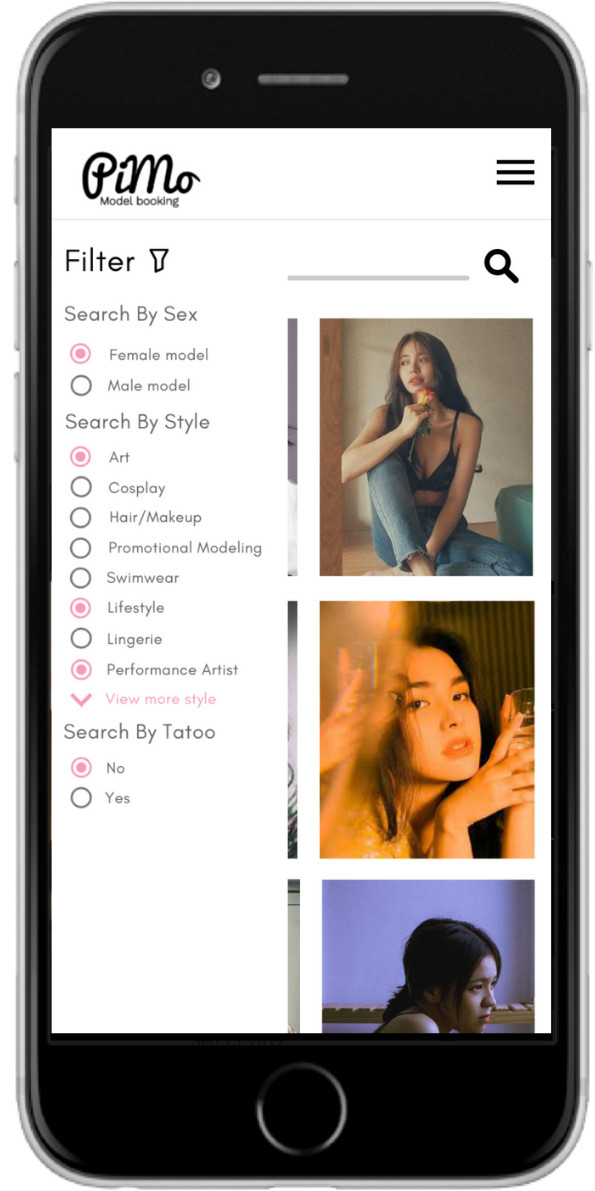 PiMo
Model booking
Filter
Search By Sex
Female model
Male model
Search By Style
Art
Cosplay
Hair/Makeup
Promotional Modeling
Swimwear
Lifestyle
Lingerie
Performance Artist
View more style
Search By Tatoo
No
Yes